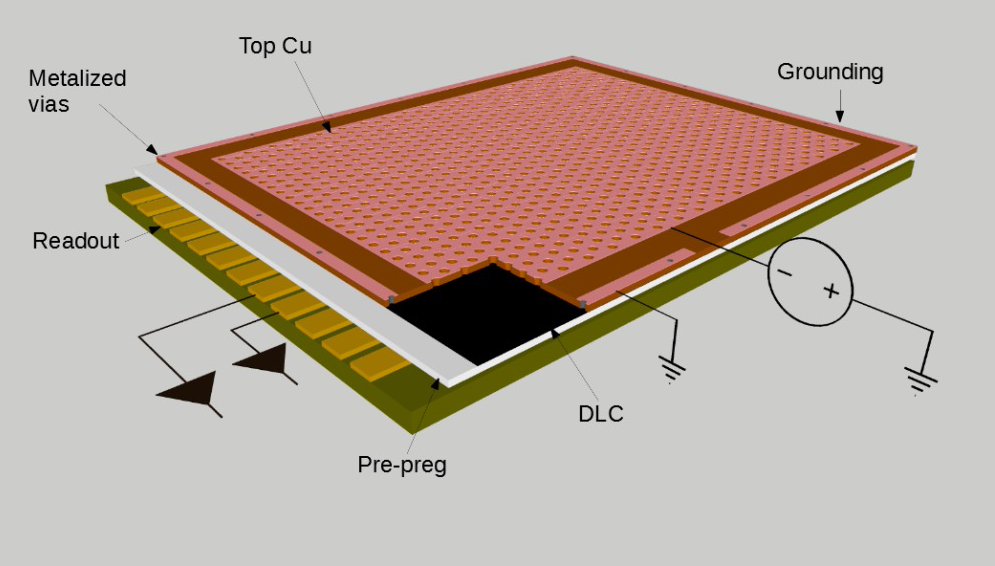 Top Cu
Metalized
vias
Grounding
Readout
−
+
DLC
Pre-preg